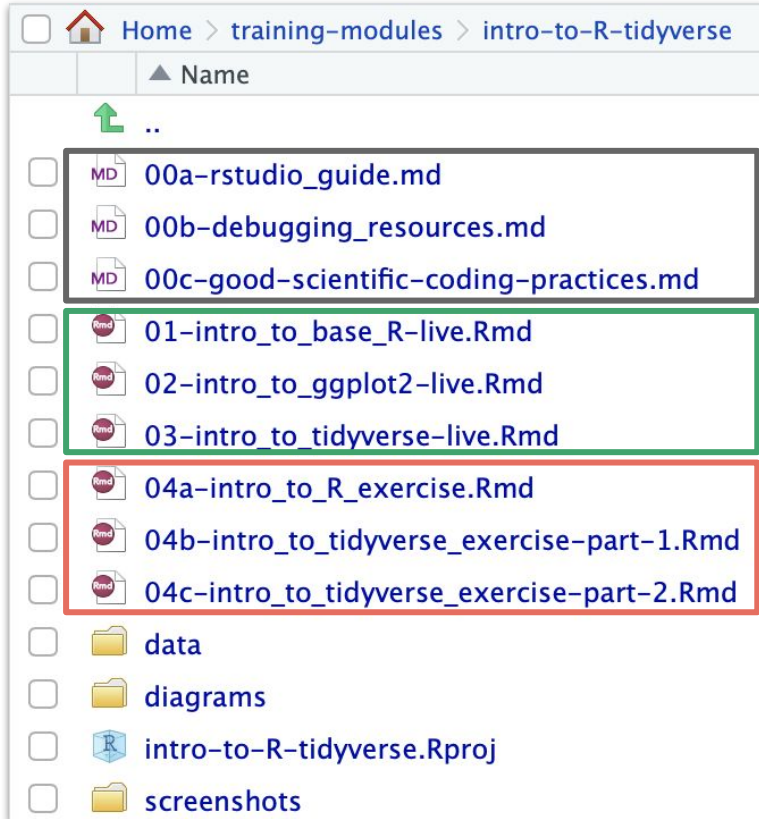 Home > training-modules > intro-to-R-tidyverse
Name
..
MD 00a-rstudio_guide.md
MD 00b-debugging_resources.md
MD 00c-good-scientific-coding-practices.md
Rmd 01-intro_to_base_R-live.Rmd
Rmd 02-intro_to_ggplot2-live.Rmd
Rmd 03-intro_to_tidyverse-live.Rmd
Rmd 04a-intro_to_R_exercise.Rmd
Rmd 04b-intro_to_tidyverse_exercise-part-1.Rmd
Rmd 04c-intro_to_tidyverse_exercise-part-2.Rmd
data
diagrams
R intro-to-R-tidyverse.Rproj
screenshots